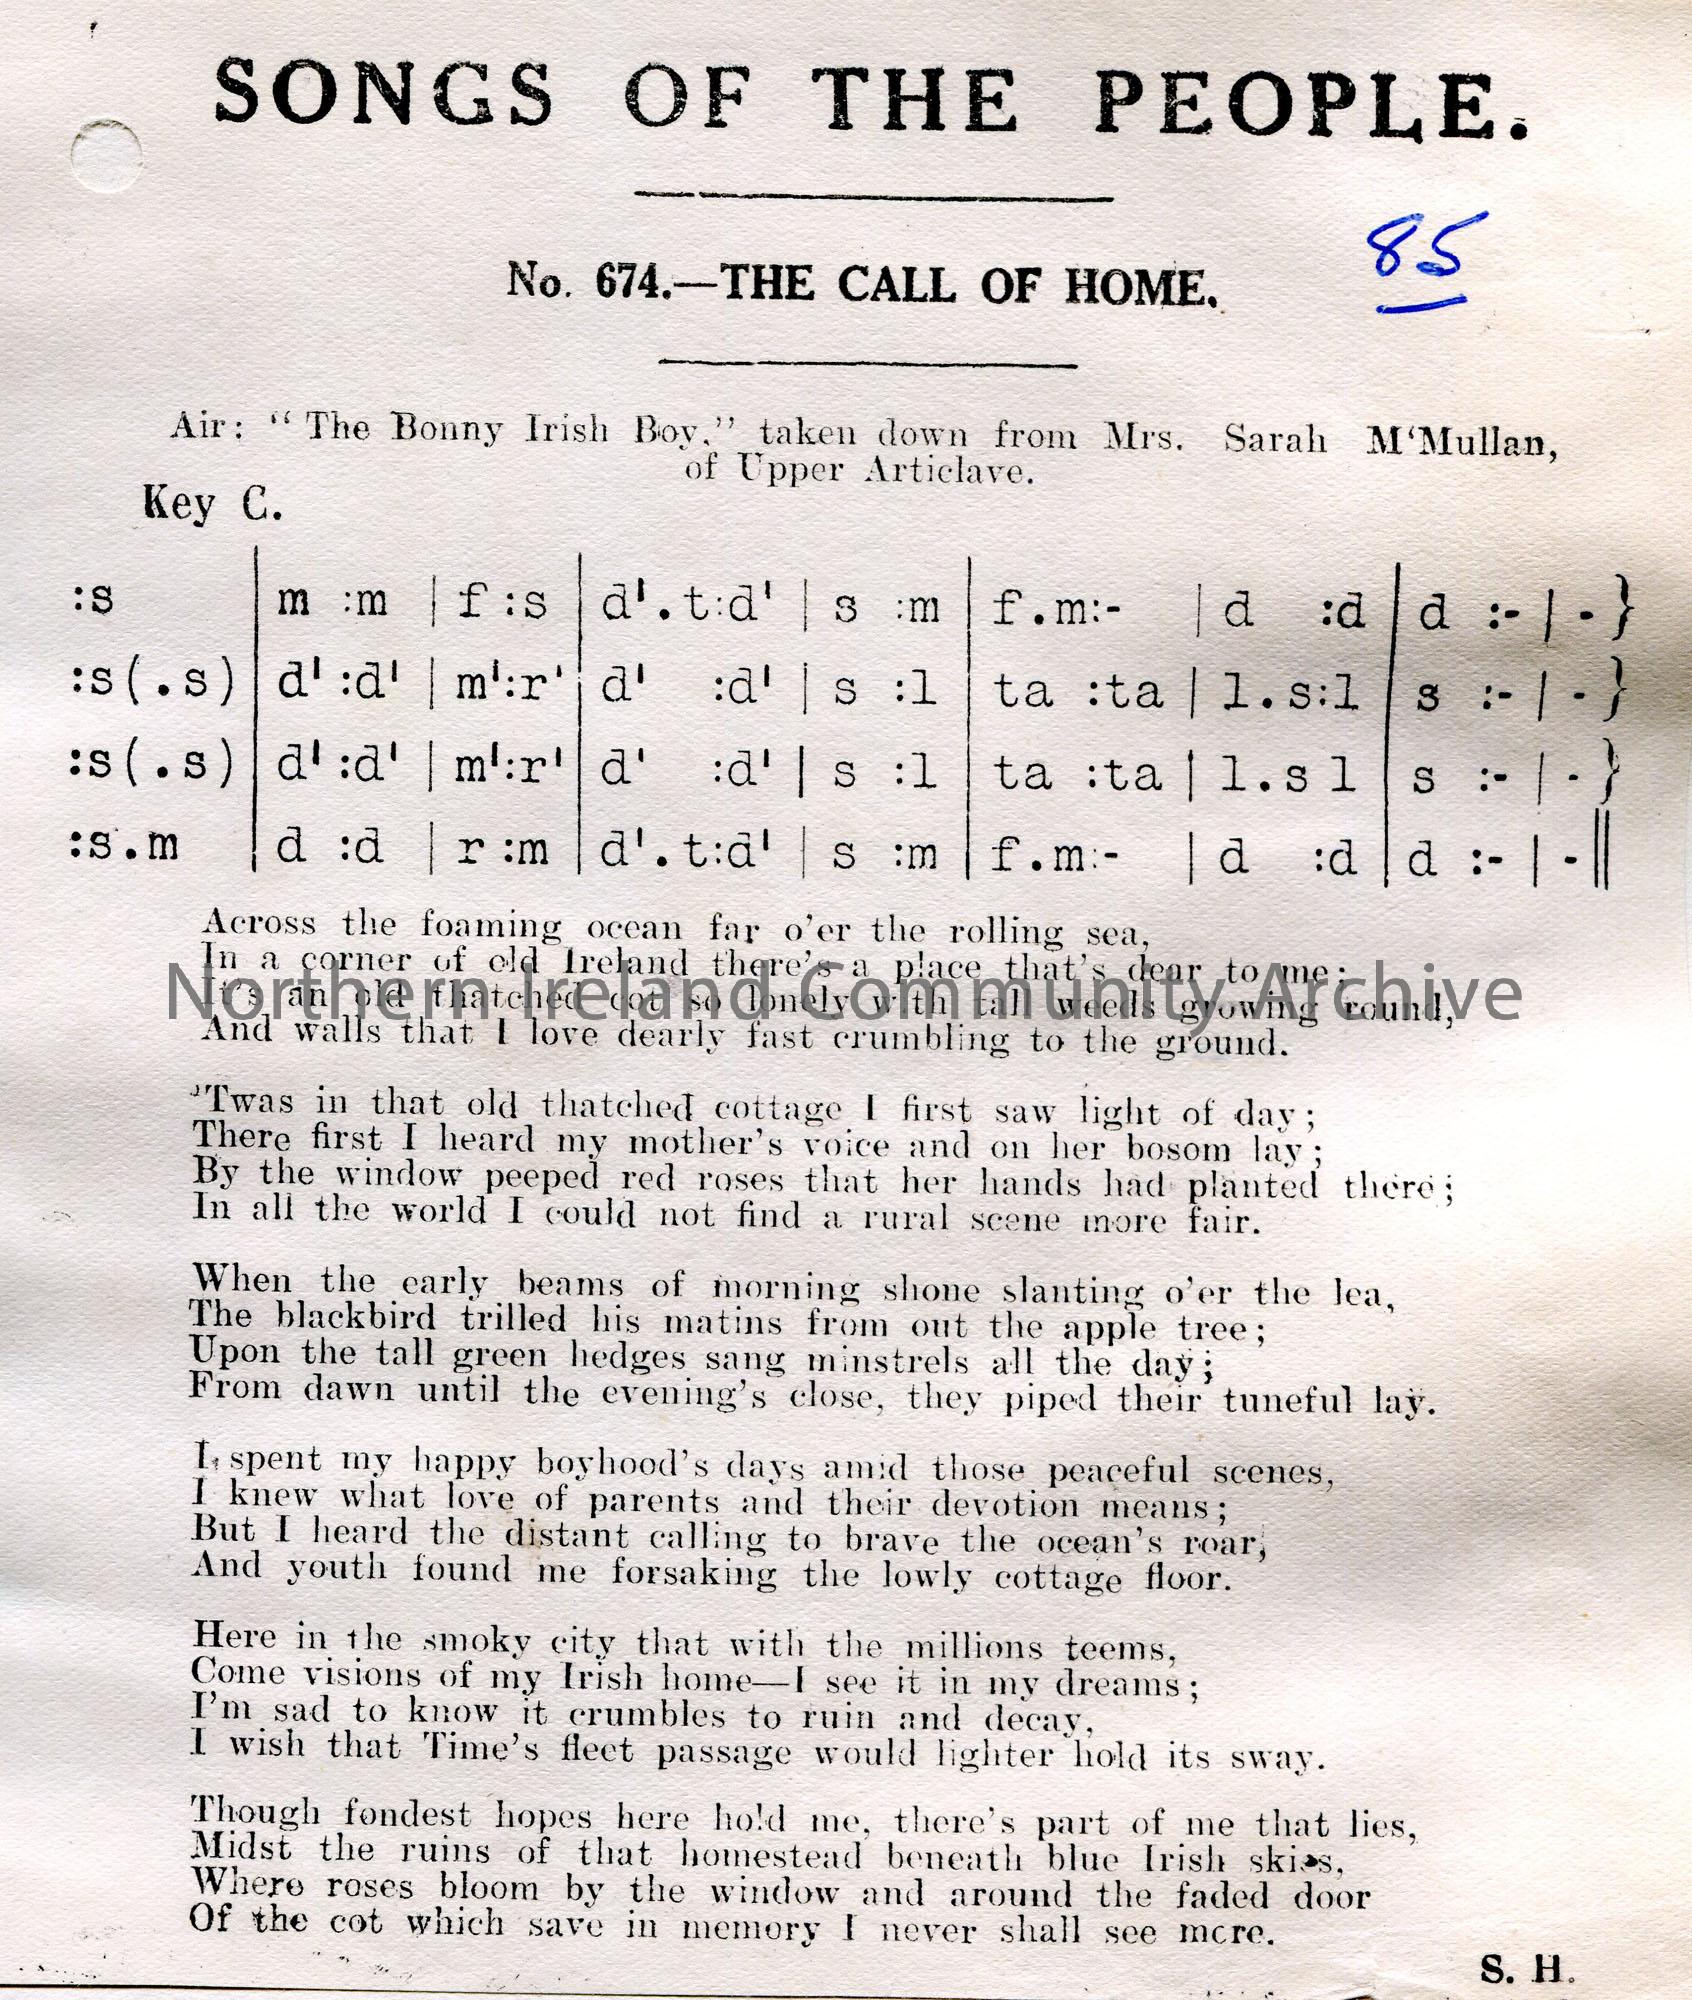 SONGS OF THE PEOPLE.
No. 674.—THE CALL OF HOME.
85
Air: “The Bonny Irish Boy,” taken down from Mrs. Sarah M‘Mullan,
of Upper Articlave.
Key C.
:s | m :m | f :s | d'.t:d' | s :m | f.m:- | d :d | d :- | - }
:s(.s) | d' :d' | m':r' | d' :d' | s :l | ta :ta | l.s:l | s :- | - }
:s(.s) | d' :d' | m':r' | d' :d' | s :l | ta :ta | l.s l | s :- | - }
:s.m | d :d | r :m | d'.t:d' | s :m | f.m:- | d :d | d :- | - ||
Across the foaming ocean far o'er the rolling sea,
In a corner of old Ireland there's a place that's dear to me;
Northern Ireland Community Archive
It's an old thatched cot so lonely with tall weeds growing round,
And walls that I love dearly fast crumbling to the ground.
'Twas in that old thatched cottage I first saw light of day;
There first I heard my mother's voice and on her bosom lay;
By the window peeped red roses that her hands had planted there;
In all the world I could not find a rural scene more fair.
When the early beams of morning shone slanting o'er the lea,
The blackbird trilled his matins from out the apple tree;
Upon the tall green hedges sang minstrels all the day;
From dawn until the evening's close, they piped their tuneful lay.
I spent my happy boyhood's days amid those peaceful scenes,
I knew what love of parents and their devotion means;
But I heard the distant calling to brave the ocean's roar,
And youth found me forsaking the lowly cottage floor.
Here in the smoky city that with the millions teems,
Come visions of my Irish home—I see it in my dreams;
I'm sad to know it crumbles to ruin and decay,
I wish that Time's fleet passage would lighter hold its sway.
Though fondest hopes here hold me, there's part of me that lies,
Midst the ruins of that homestead beneath blue Irish skies,
Where roses bloom by the window and around the faded door
Of the cot which save in memory I never shall see more.
S. H.